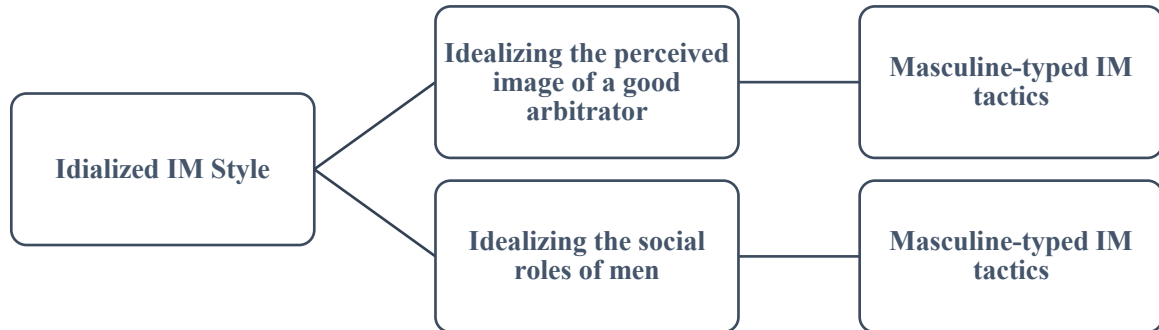 Idialized IM Style
Idealizing the perceived
image of a good
arbitrator
Masculine-typed IM
tactics
Idealizing the social
roles of men
Masculine-typed IM
tactics